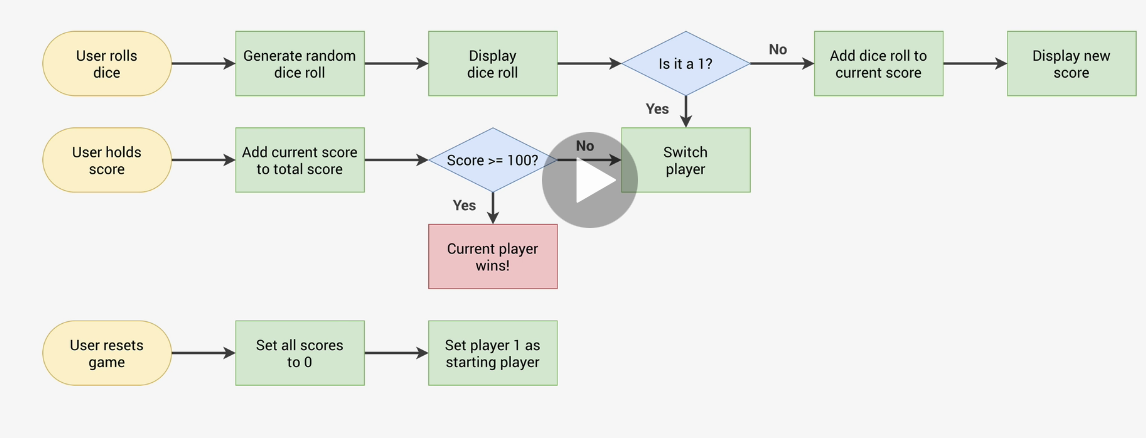 User rolls
dice
Generate random
dice roll
Display
dice roll
Is it a 1?
No
Add dice roll to
current score
Display new
score
Yes
User holds
score
Add current score
to total score
Score >= 100?
No
Switch
player
Yes
Current player
wins!
User resets
game
Set all scores
to 0
Set player 1 as
starting player